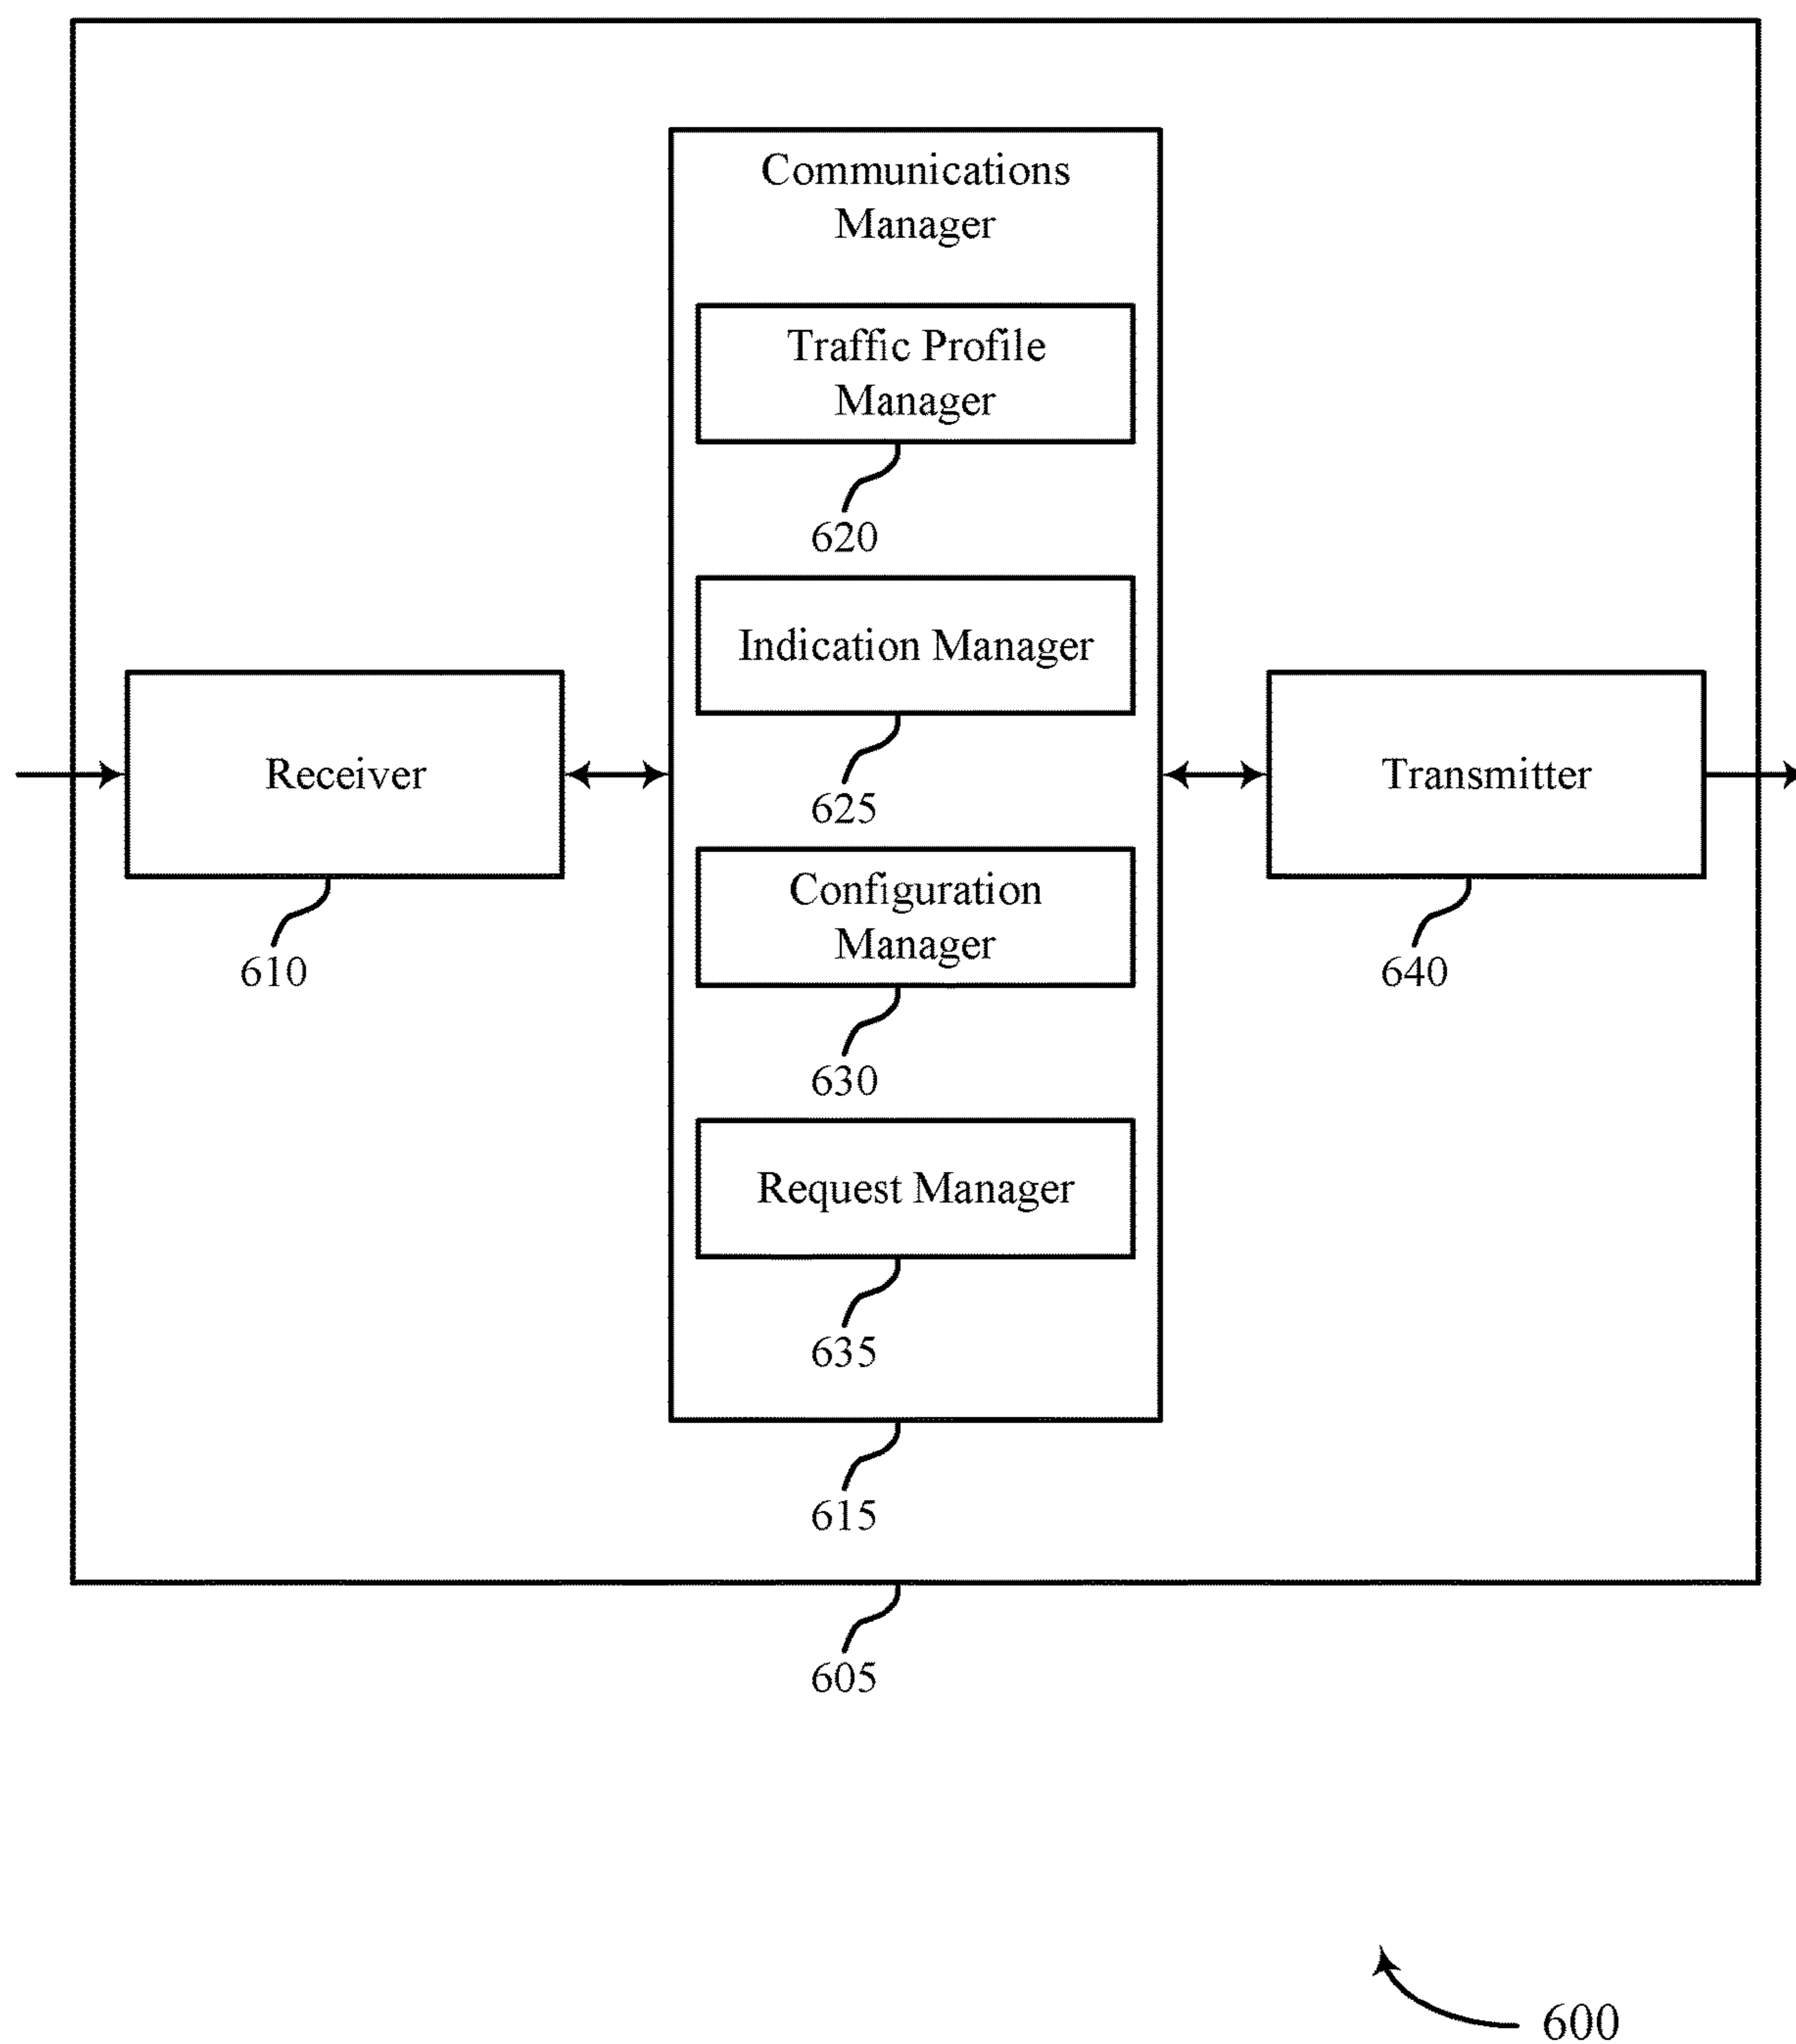 Communications
Manager
Traffic Profile
Manager
620
Indication Manager
625
Receiver
610
Configuration
Manager
630
Transmitter
640
Request Manager
635
615
605
600